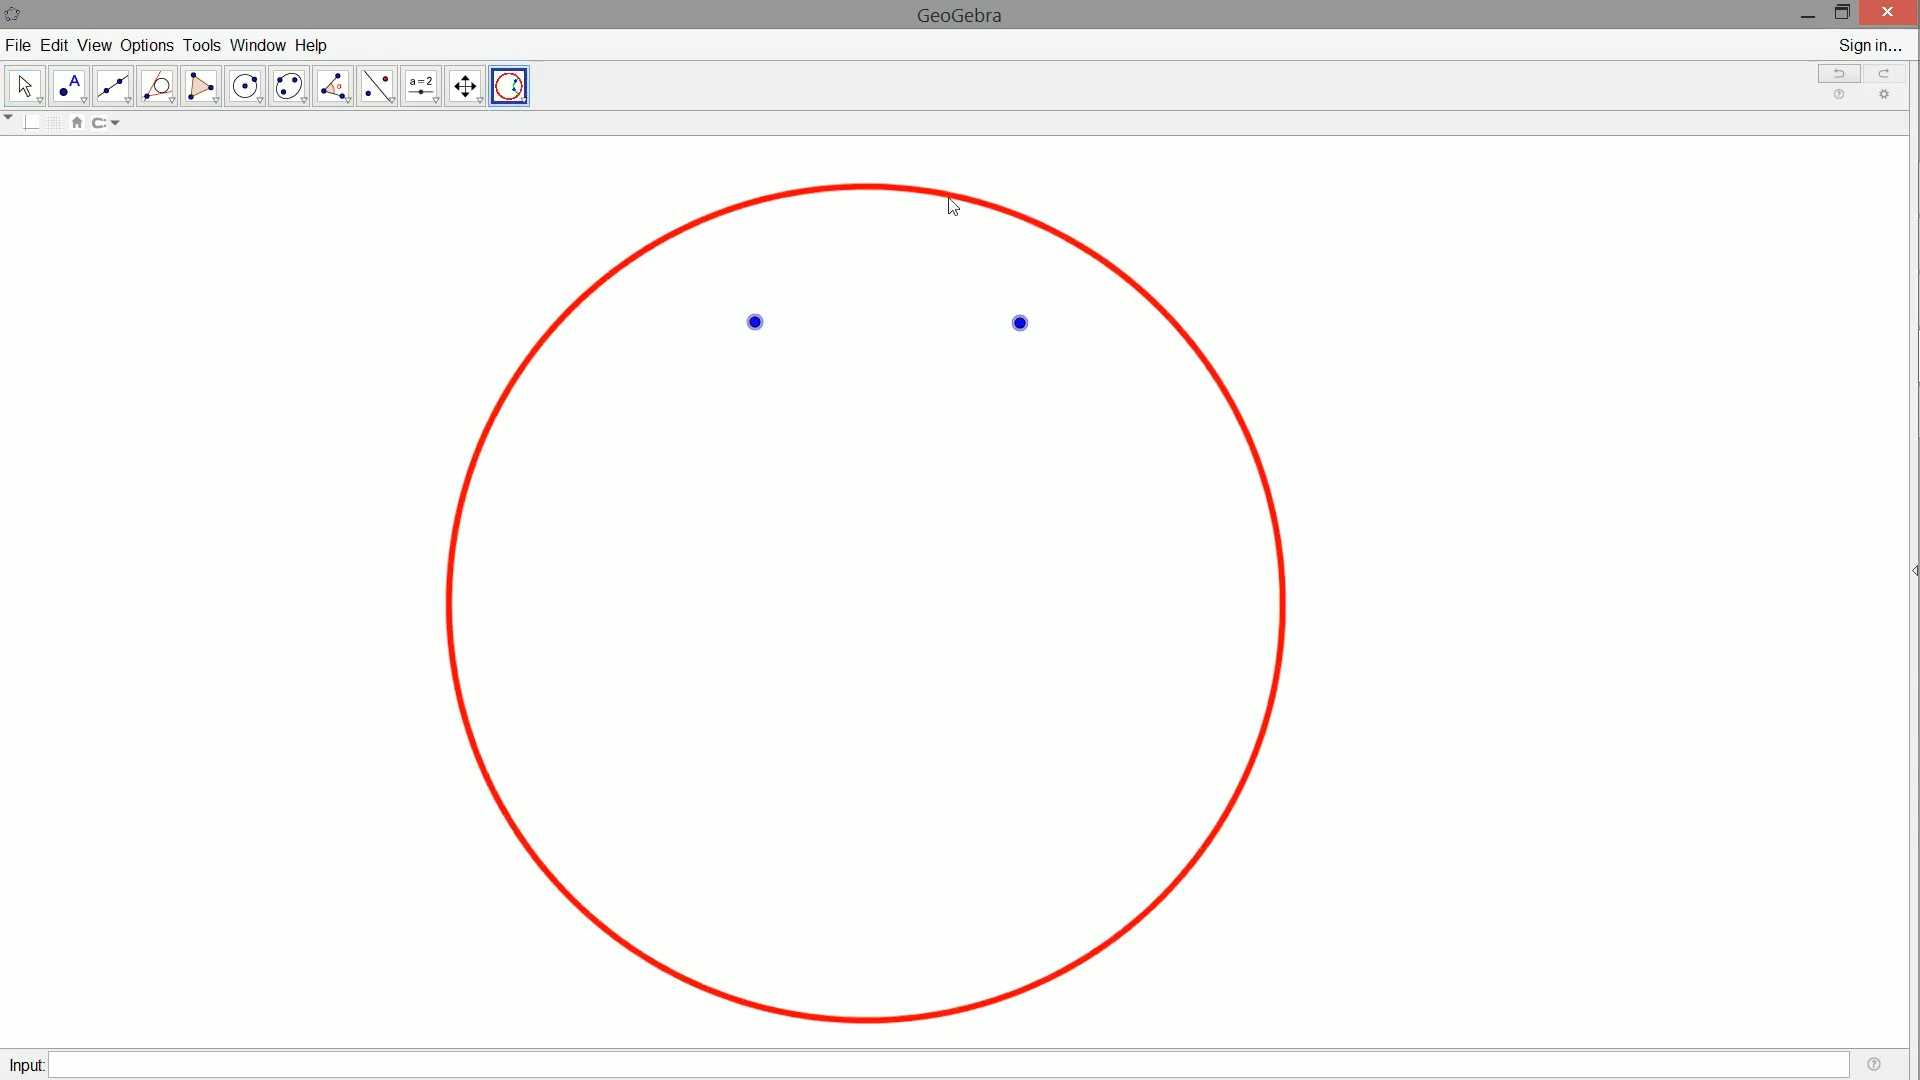 GeoGebra
File Edit View Options Tools Window Help
Sign in...
A
α
a=2
Input: